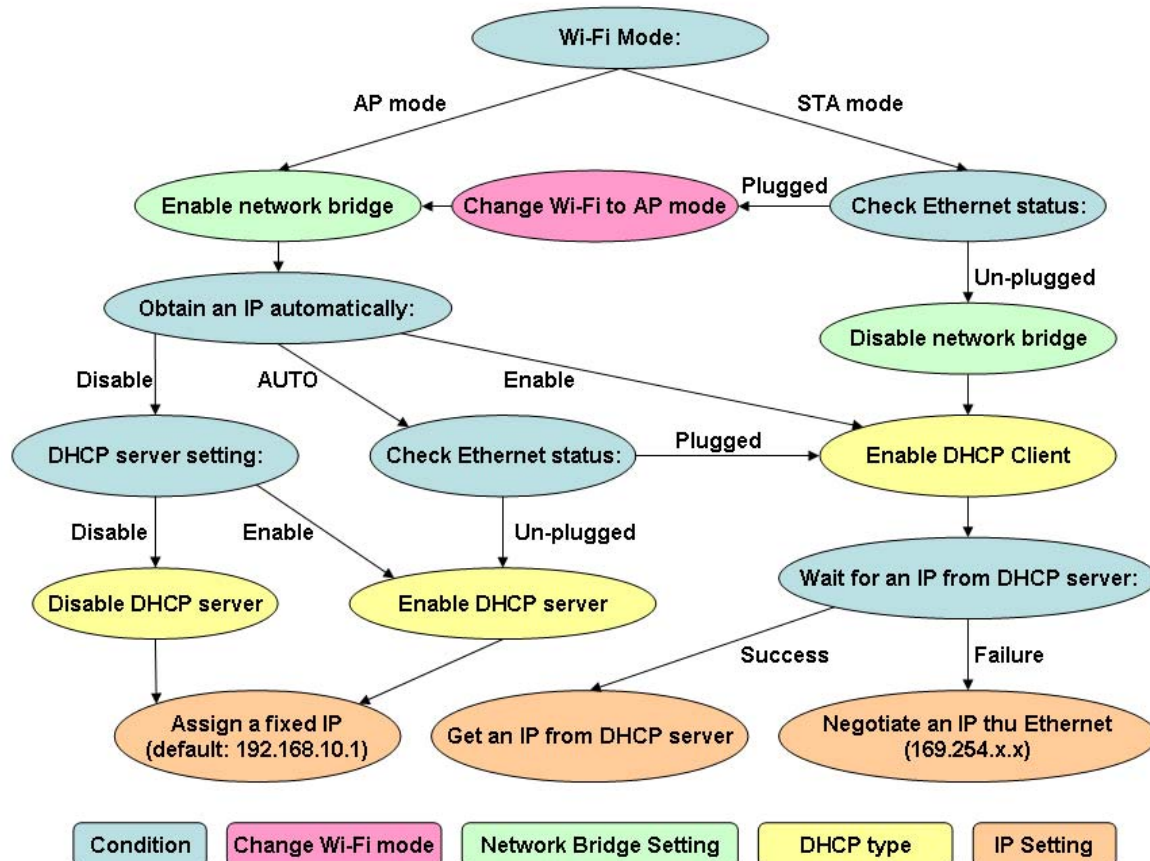 Wi-Fi Mode:
AP mode
STA mode
Enable network bridge
Change Wi-Fi to AP mode
Plugged
Check Ethernet status:
Un-plugged
Obtain an IP automatically:
Disable network bridge
Disable
AUTO
Enable
DHCP server setting:
Check Ethernet status:
Plugged
Enable DHCP Client
Disable
Enable
Un-plugged
Wait for an IP from DHCP server:
Disable DHCP server
Enable DHCP server
Success
Failure
Assign a fixed IP
(default: 192.168.10.1)
Get an IP from DHCP server
Negotiate an IP thu Ethernet
(169.254.x.x)
Condition
Change Wi-Fi mode
Network Bridge Setting
DHCP type
IP Setting